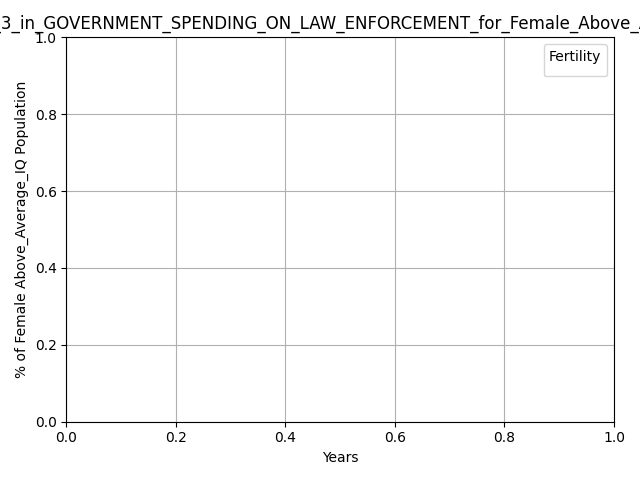 _3_in_GOVERNMENT_SPENDING_ON_LAW_ENFORCEMENT_for_Female_Above_
Fertility
% of Female Above_Average_IQ Population
1.0
0.8
0.6
0.4
0.2
0.0
0.0 0.2 0.4 0.6 0.8 1.0
Years